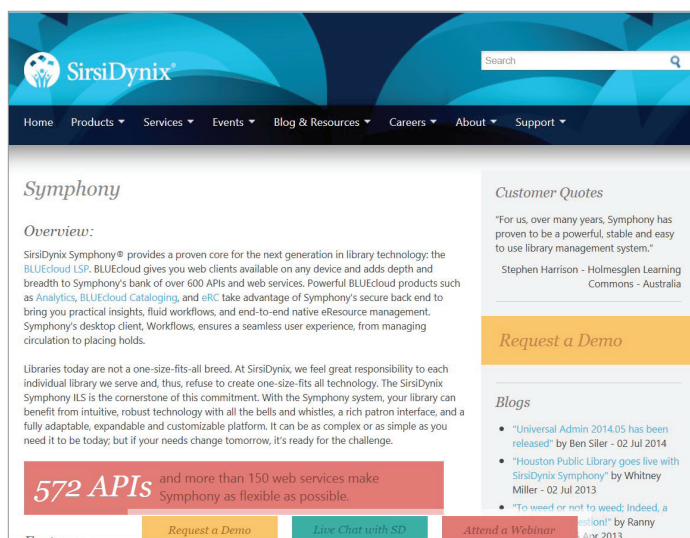 SirsiDynix®
Search
Home Products Services Events Blog & Resources Careers About Support
Symphony
Overview:
SirsiDynix Symphony® provides a proven core for the next generation in library technology: the
BLUEcloud LSP. BLUEcloud gives you web clients available on any device and adds depth and
breadth to Symphony's bank of over 600 APIs and web services. Powerful BLUEcloud products such
as Analytics, BLUEcloud Cataloging, and eRC take advantage of Symphony's secure back end to
bring you practical insights, fluid workflows, and end-to-end native eResource management.
Symphony's desktop client, Workflows, ensures a seamless user experience, from managing
circulation to placing holds.
Libraries today are not a one-size-fits-all breed. At SirsiDynix, we feel great responsibility to each
individual library we serve and, thus, refuse to create one-size-fits all technology. The SirsiDynix
Symphony ILS is the cornerstone of this commitment. With the Symphony system, your library can
benefit from intuitive, robust technology with all the bells and whistles, a rich patron interface, and a
fully adaptable, expandable and customizable platform. It can be as complex or as simple as you
need it to be today; but if your needs change tomorrow, it's ready for the challenge.
572 APIs and more than 150 web services make
Symphony as flexible as possible.
Customer Quotes
"For us, over many years, Symphony has
proven to be a powerful, stable and easy
to use library management system."
Stephen Harrison - Holmesglen Learning
Commons - Australia
Request a Demo
Blogs
"Universal Admin 2014.05 has been
released" by Ben Siler - 02 Jul 2014
"Houston Public Library goes live with
SirsiDynix Symphony" by Whitney
Miller - 02 Jul 2013
"To weed or not to weed; Indeed, a
by Ranny
Apr 2013
Request a Demo
Live Chat with SD
Attend a Webinar